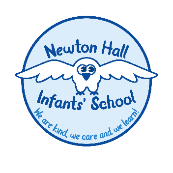 Newton Hall
Infants' School
We are kind, we care and we learn!